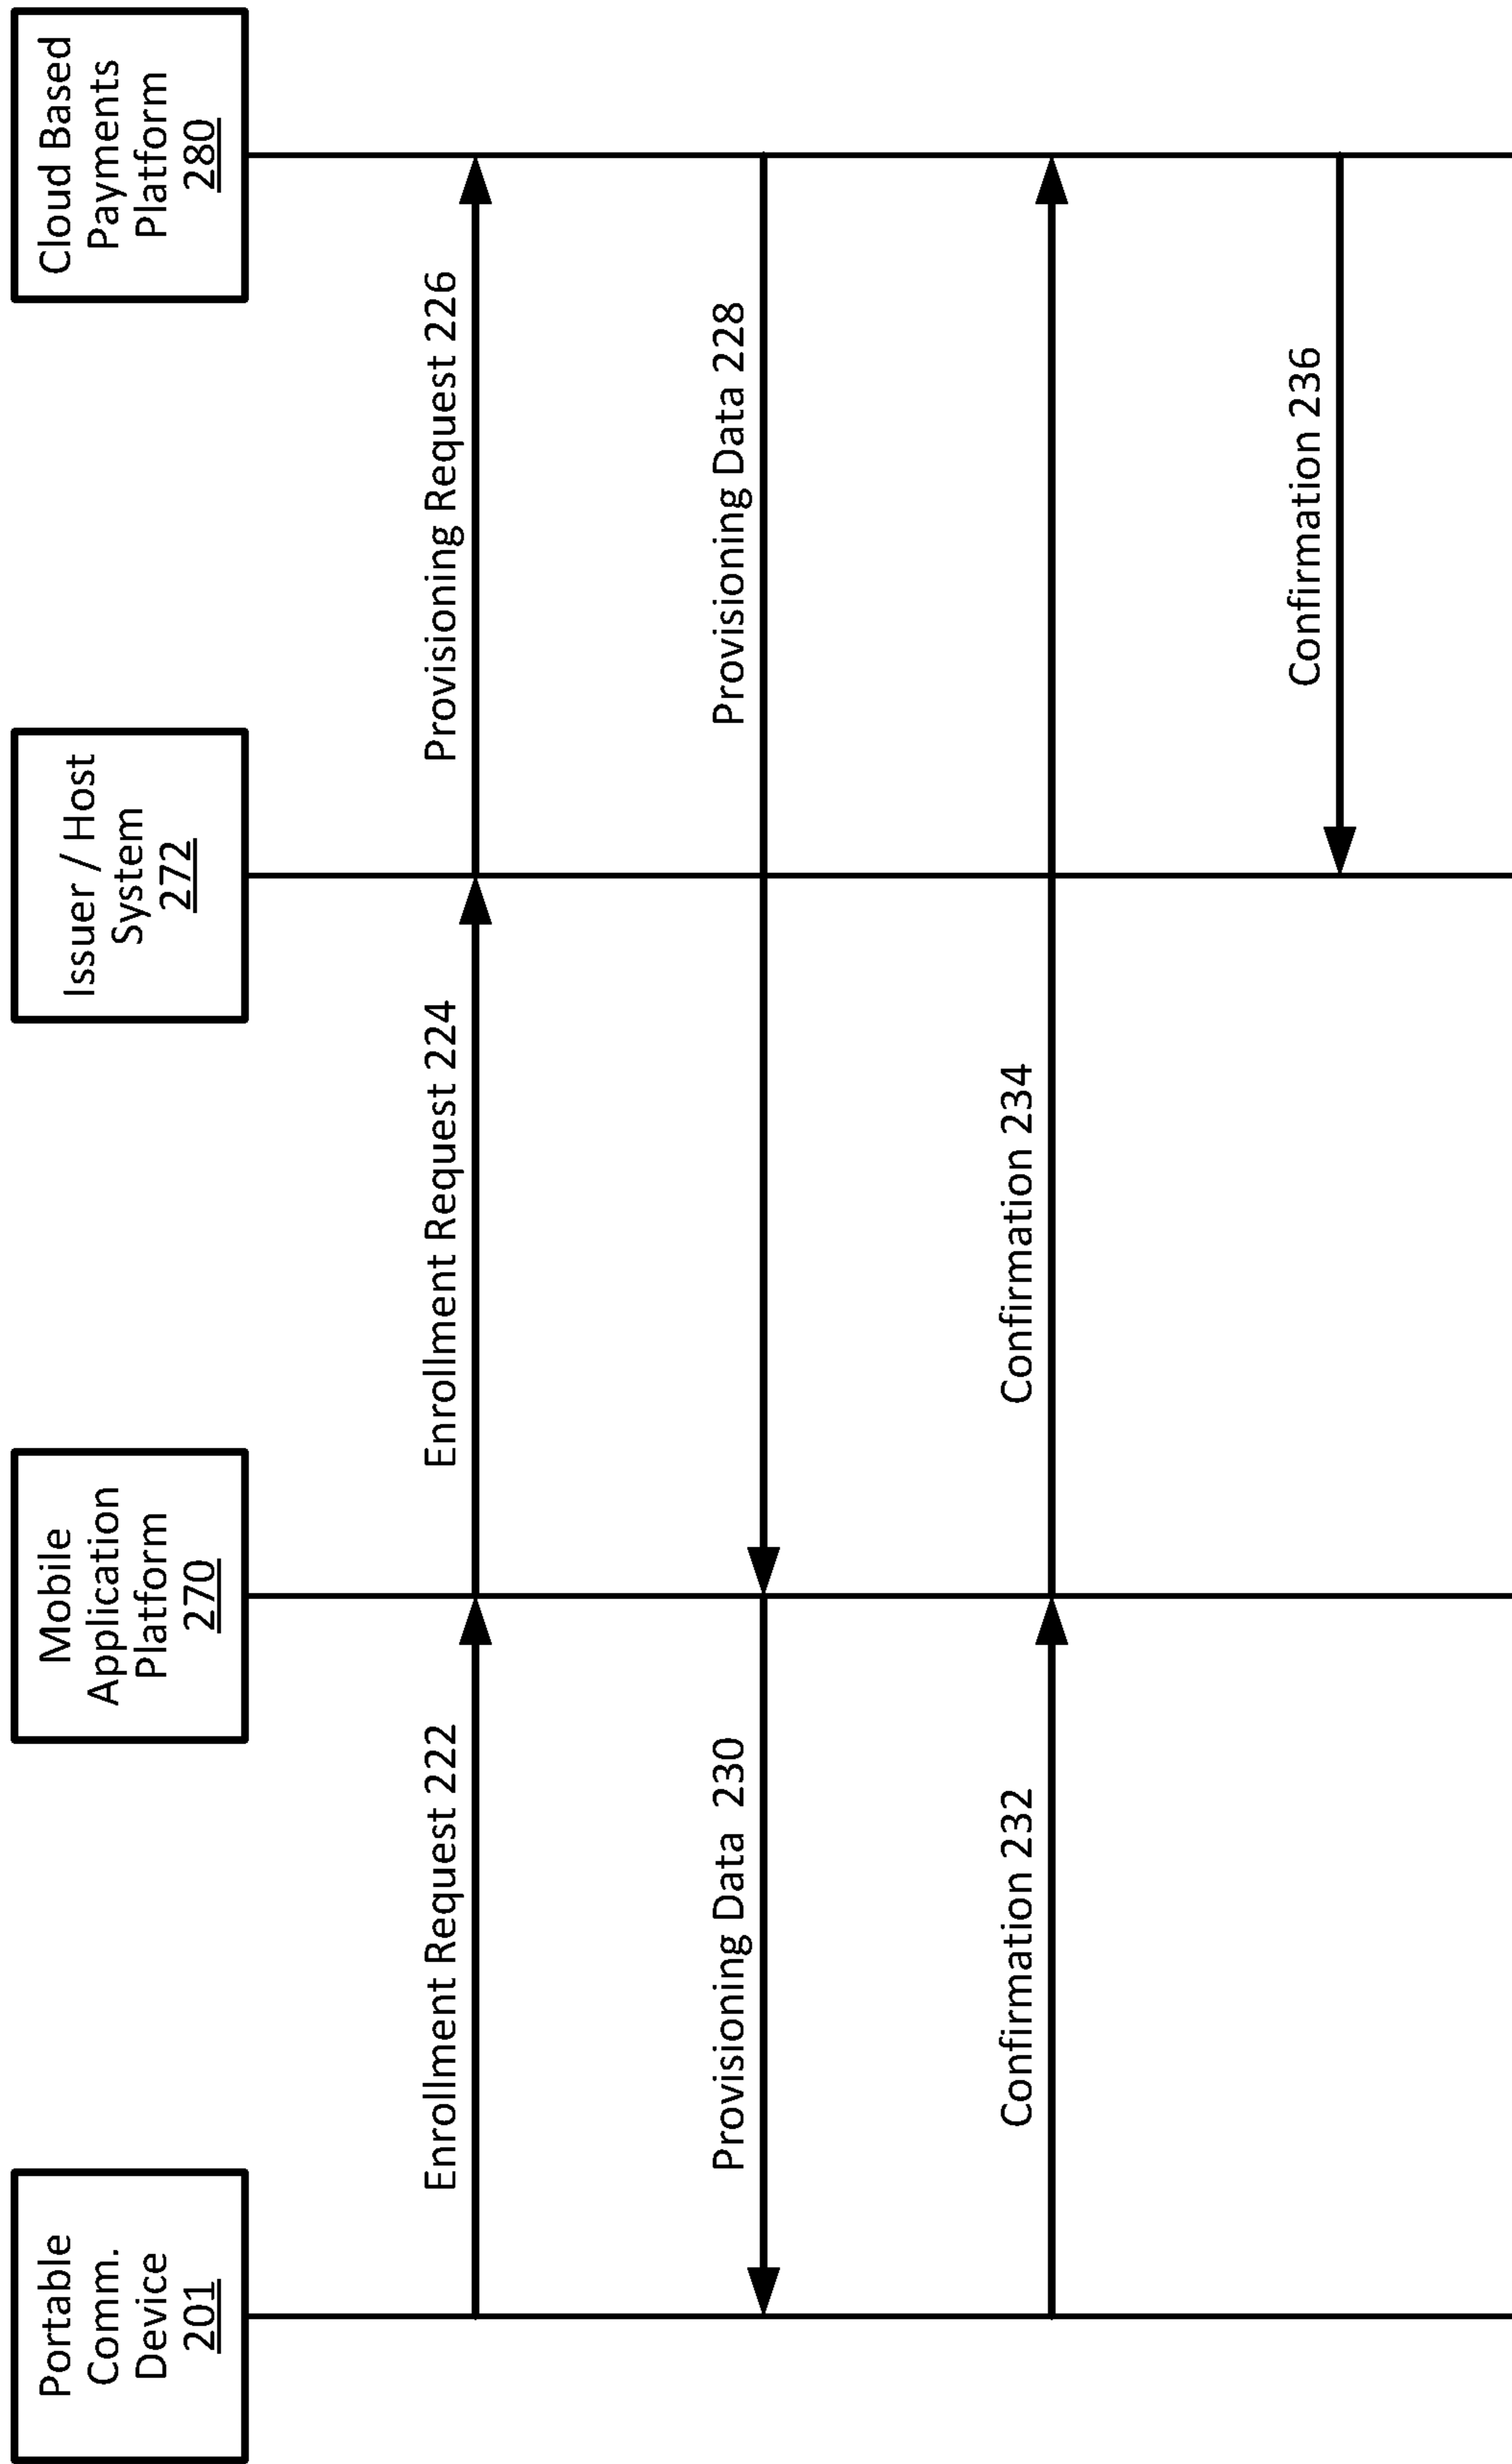 Portable
Comm.
Device
201
Mobile
Application
Platform
270
Issuer / Host
System
272
Cloud Based
Payments
Platform
280
Enrollment Request 222
Enrollment Request 224
Provisioning Request 226
Provisioning Data 230
Provisioning Data 228
Confirmation 232
Confirmation 234
Confirmation 236